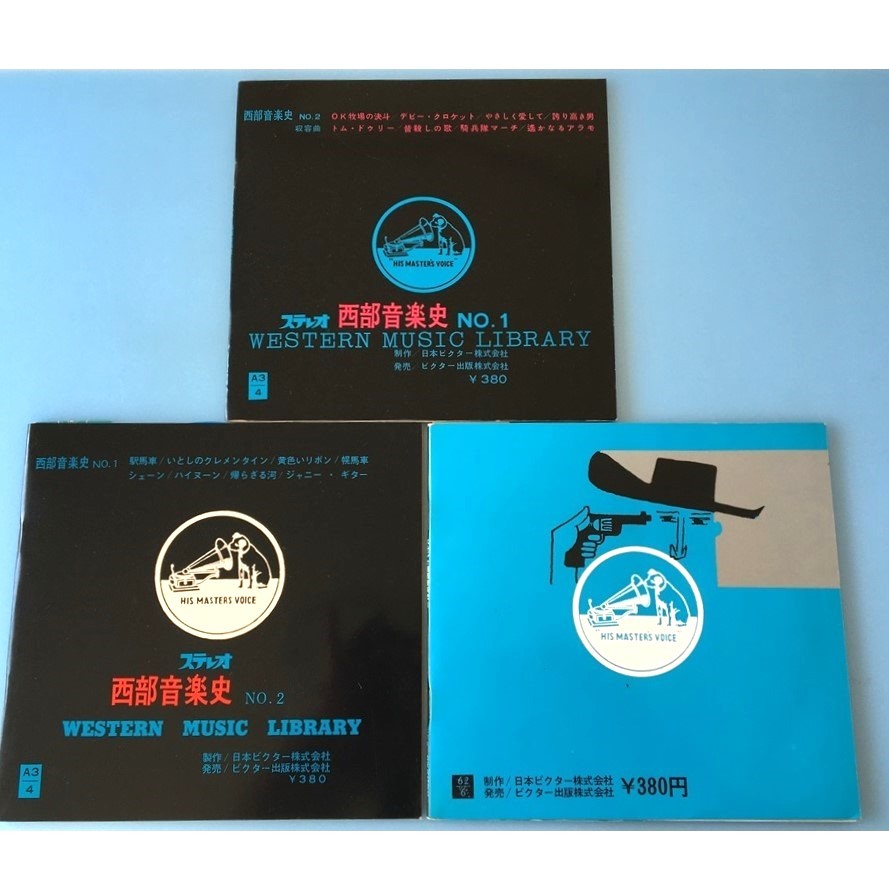 西部音楽史 NO.2 OK牧場の決斗/デビー・クロケット/やさしく愛して/誇り高き男
収容曲 トム・ドゥリー/皆殺しの歌/騎兵隊マーチ/遙かなるアラモ
"HIS MASTER'S VOICE"
ステレオ 西部音楽史 NO.1
WESTERN MUSIC LIBRARY
制作/日本ビクター株式会社
発売/ビクター出版株式会社
¥380
A3
4
西部音楽史 NO.1 駅馬車/いとしのクレメンタイン/黄色いリボン/幌馬車
シェーン/ハイヌーン/帰らざる河/ジャニー・ギター
HIS MASTERS VOICE
ステレオ
西部音楽史 NO.2
WESTERN MUSIC LIBRARY
製作/日本ビクター株式会社
発売/ビクター出版株式会社
¥380
A3
4
"HIS MASTER'S VOICE"
62
6
制作/日本ビクター株式会社
発売/ビクター出版株式会社 ¥380円